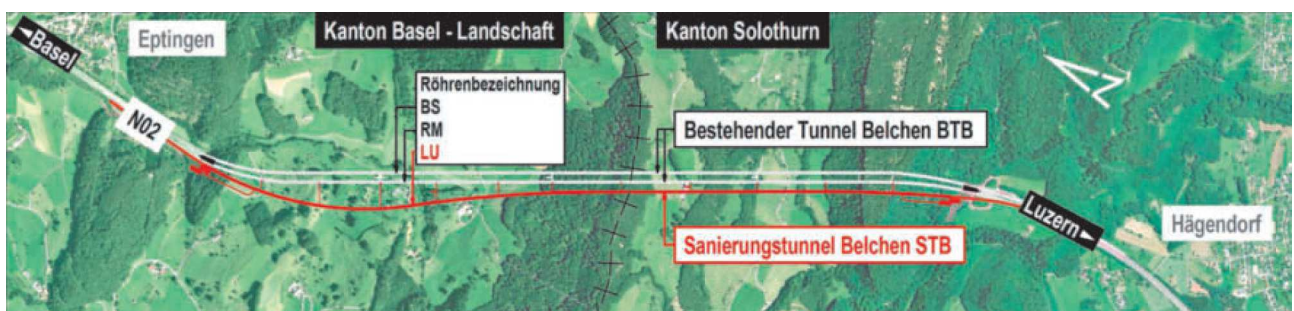 Basel
Eptingen
Kanton Basel - Landschaft
Kanton Solothurn
N02
Röhrenbezeichnung
BS
RM
LU
Bestehender Tunnel Belchen BTB
Sanierungstunnel Belchen STB
Luzern
Hägendorf
N